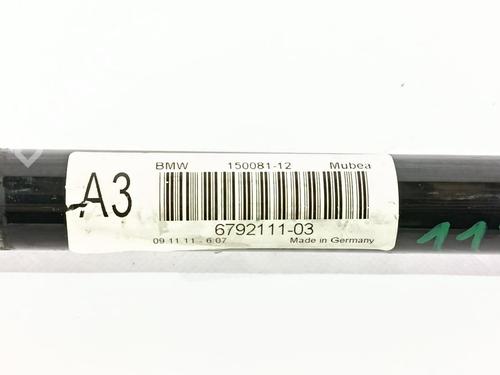 A3
BMW 150081-12 Mubea
6792111-03
09.11.11 - 6:07 Made in Germany
11